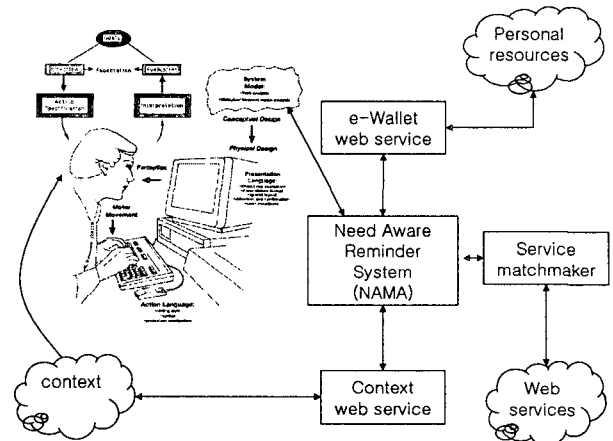 Personal
resources
System
Model
Conceptual Design
Physical Design
e-Wallet
web service
Expectation
Perception
Motor
Movement
Presentation
Language:
Need Aware
Reminder
System
(NAMA)
Service
matchmaker
Action Language:
context
Context
web service
Web
services